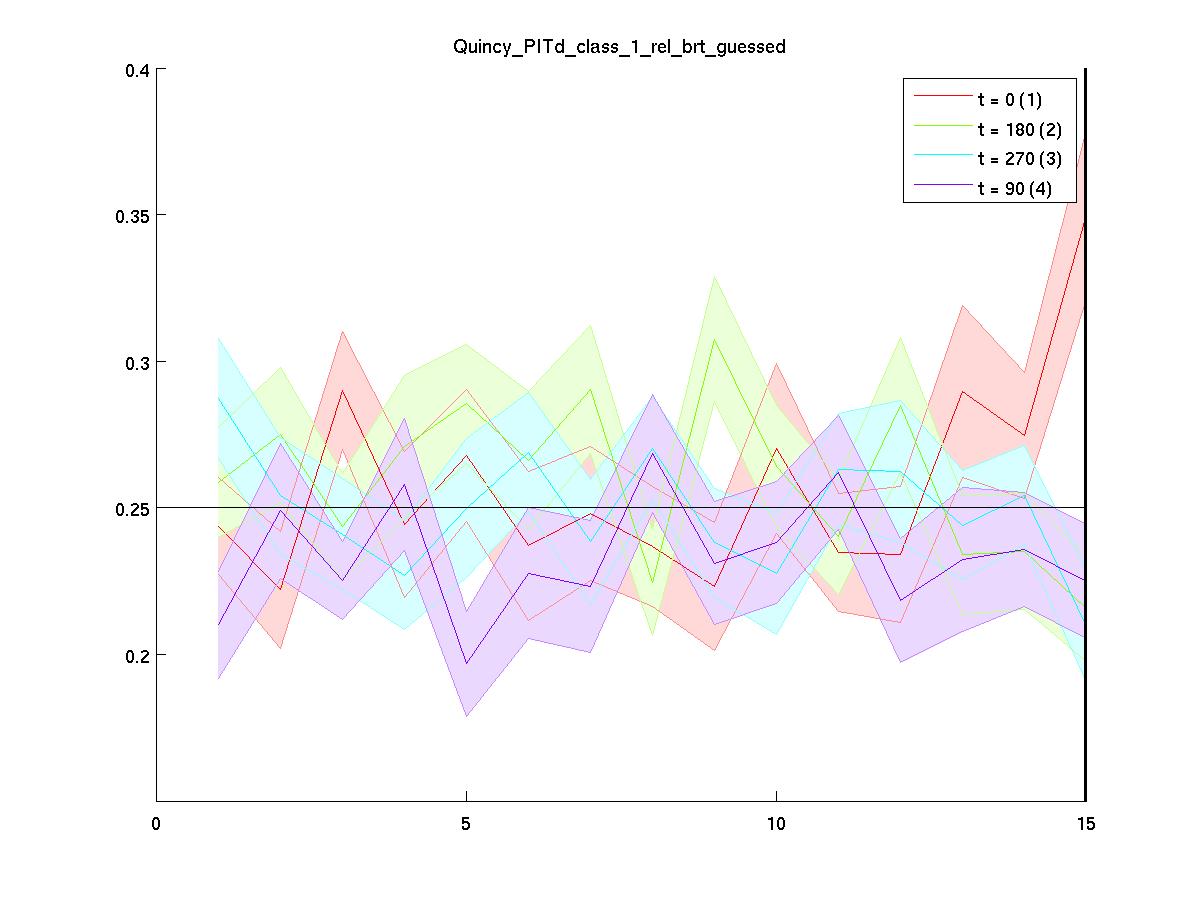 Quincy_PITd_class_1_rel_brt_guessed
0.4
0.35
0.3
0.25
0.2
0
5
10
15
t = 0 (1)
t = 180 (2)
t = 270 (3)
t = 90 (4)